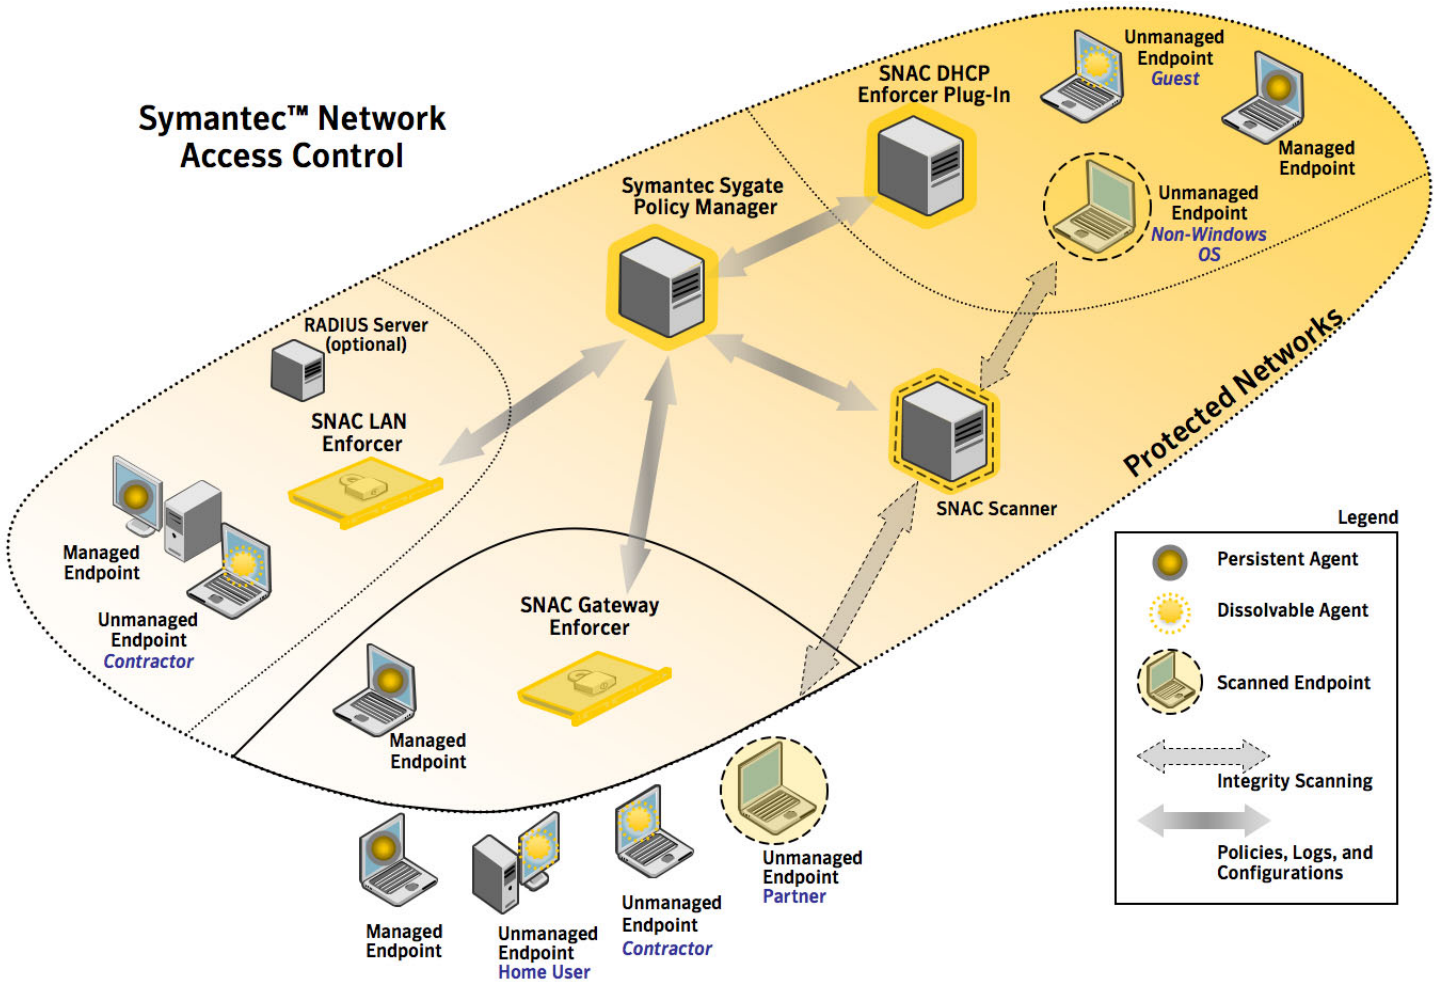 Symantec™ Network
Access Control
SNAC DHCP
Enforcer Plug-In
Unmanaged
Endpoint
Guest
Managed
Endpoint
Symantec Sygate
Policy Manager
Unmanaged
Endpoint
Non-Windows
OS
RADIUS Server
(optional)
SNAC LAN
Enforcer
Protected Networks
SNAC Scanner
Managed
Endpoint
Unmanaged
Endpoint
Contractor
SNAC Gateway
Enforcer
Managed
Endpoint
Managed
Endpoint
Unmanaged
Endpoint
Home User
Unmanaged
Endpoint
Contractor
Unmanaged
Endpoint
Partner
Legend
Persistent Agent
Dissolvable Agent
Scanned Endpoint
Integrity Scanning
Policies, Logs, and
Configurations